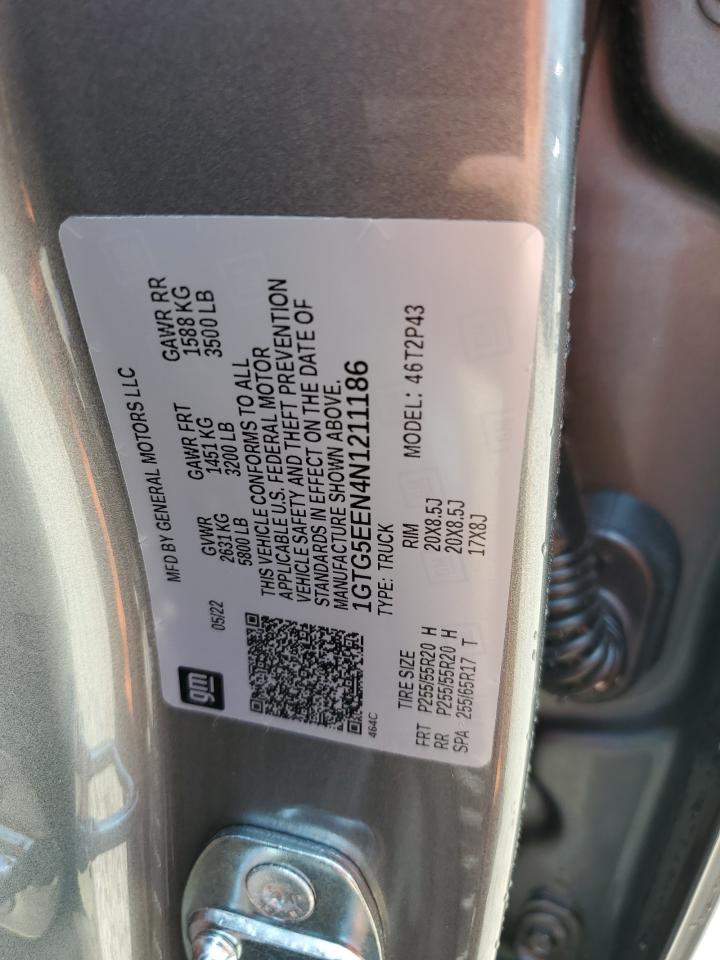 gm
MFD BY GENERAL MOTORS LLC
05/22
GVWR GAWR FRT GAWR RR
2631 KG 1451 KG 1588 KG
5800 LB 3200 LB 3500 LB
THIS VEHICLE CONFORMS TO ALL
APPLICABLE U.S. FEDERAL MOTOR
VEHICLE SAFETY AND THEFT PREVENTION
STANDARDS IN EFFECT ON THE DATE OF
MANUFACTURE SHOWN ABOVE.
1GTG5EEN4N1211186
464C
TYPE: TRUCK MODEL: 46T2P43
TIRE SIZE RIM
FRT P255/55R20 H 20X8.5J
RR P255/55R20 H 20X8.5J
SPA 255/65R17 T 17X8J